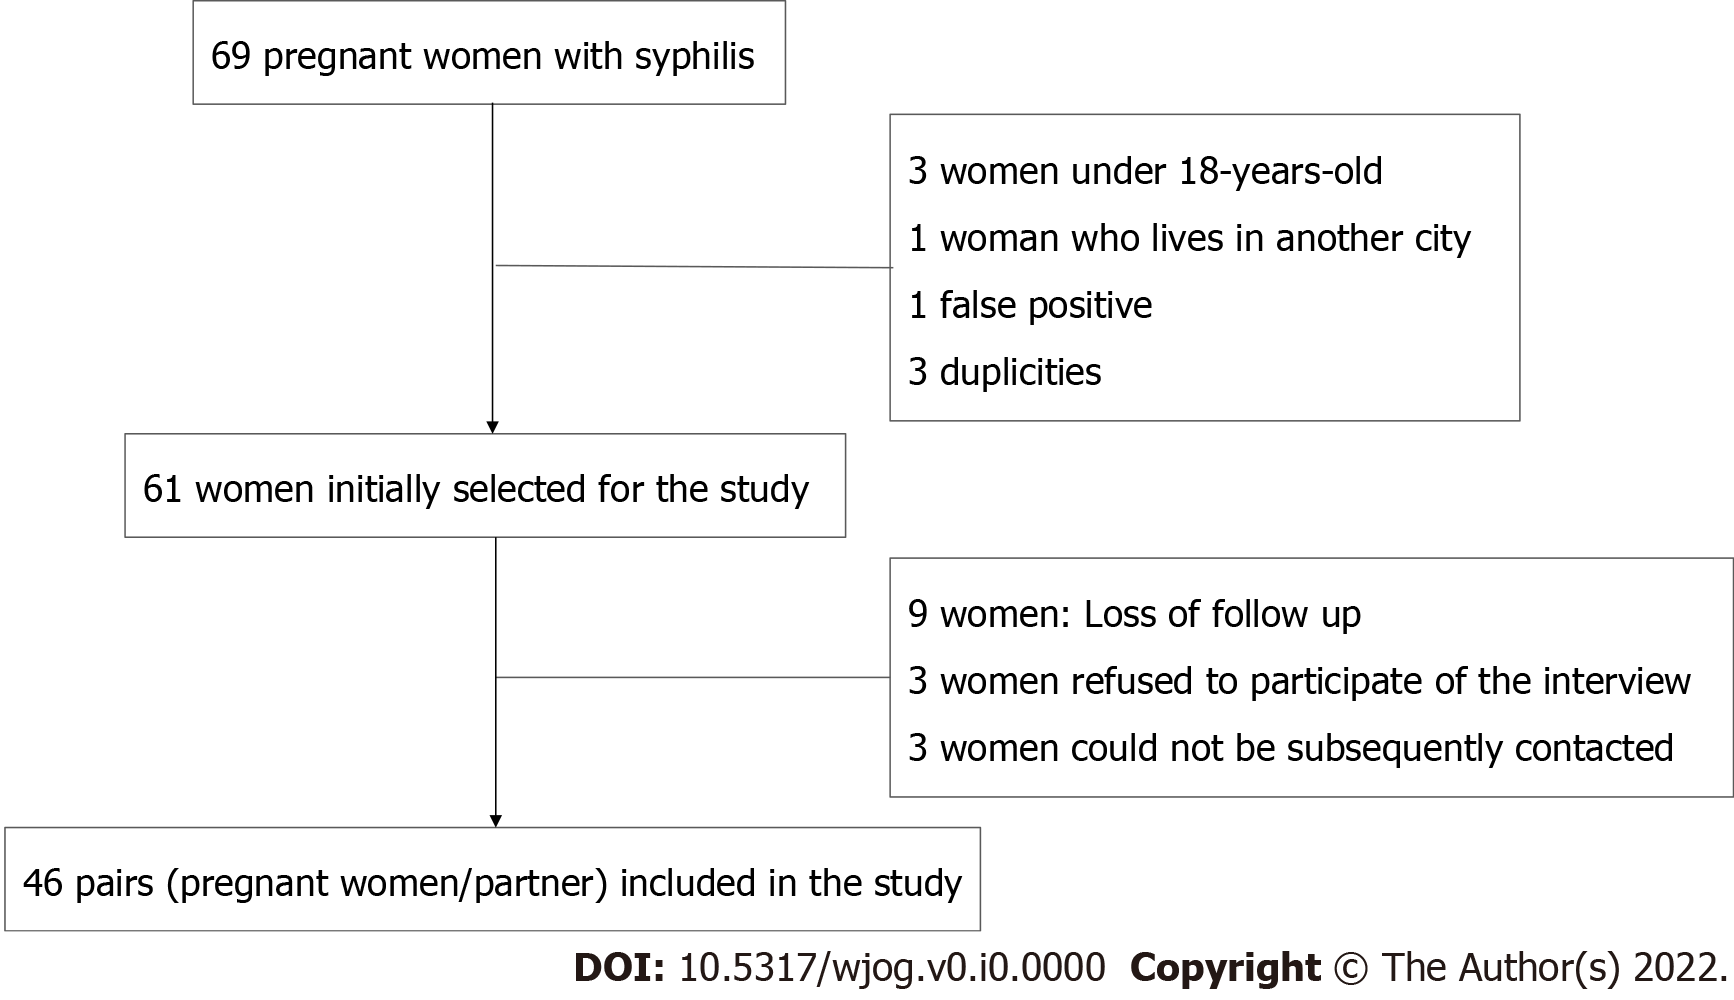 69 pregnant women with syphilis
3 women under 18-years-old
1 woman who lives in another city
1 false positive
3 duplicities
61 women initially selected for the study
9 women: Loss of follow up
3 women refused to participate of the interview
3 women could not be subsequently contacted
46 pairs (pregnant women/partner) included in the study
DOI: 10.5317/wjog.v0.i0.0000 Copyright © The Author(s) 2022.